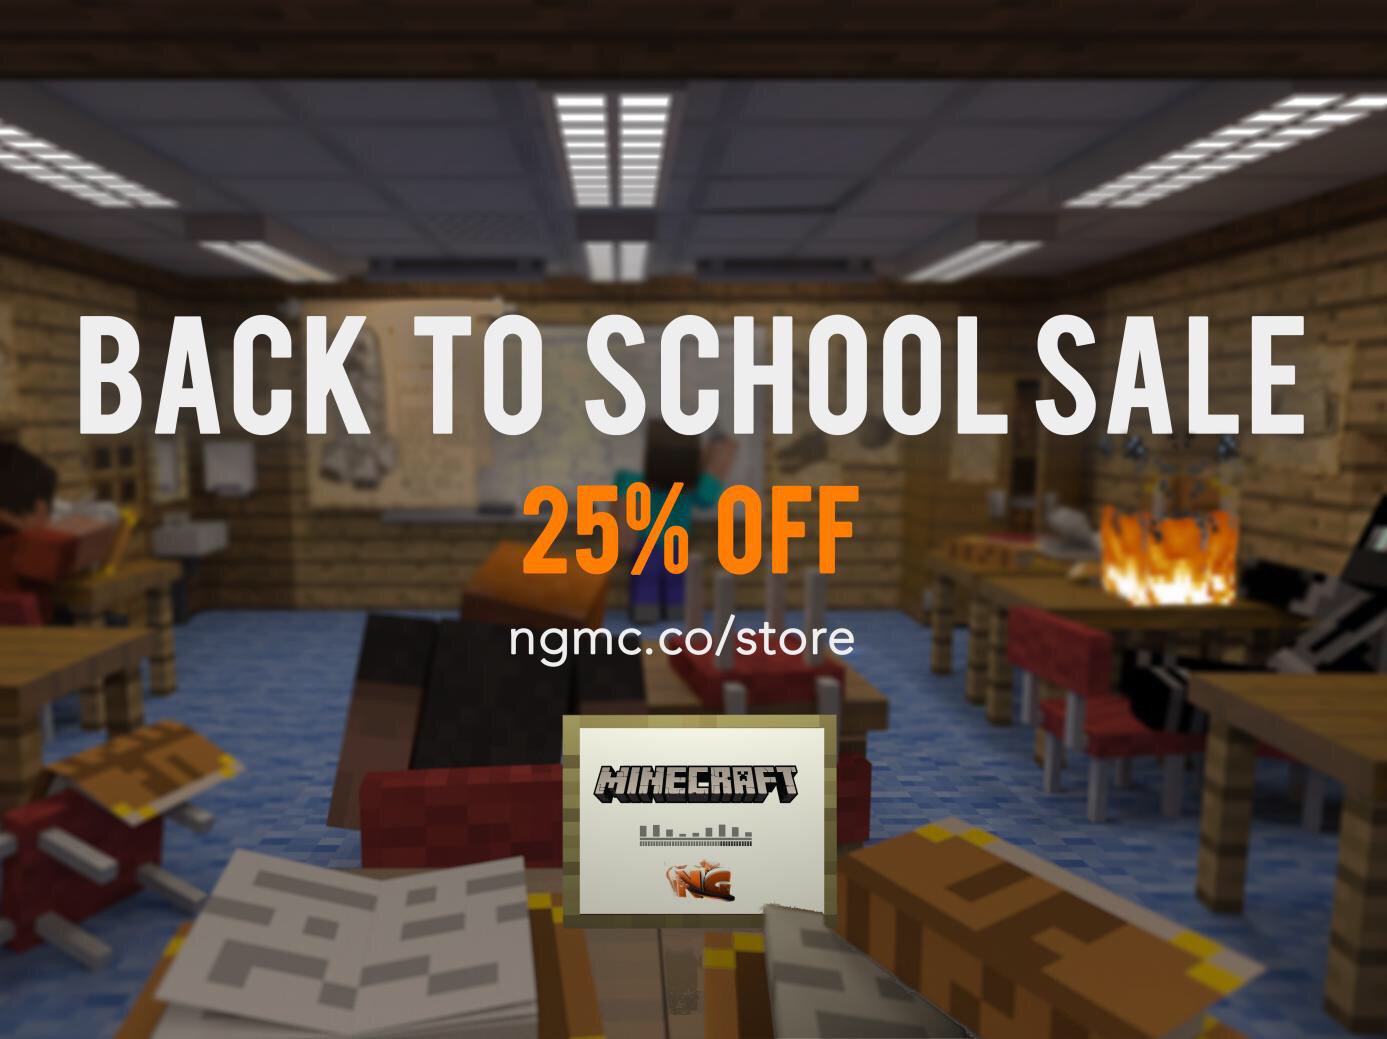 BACK TO SCHOOL SALE
25% OFF
ngmc.co/store
MINECRAFT
NG